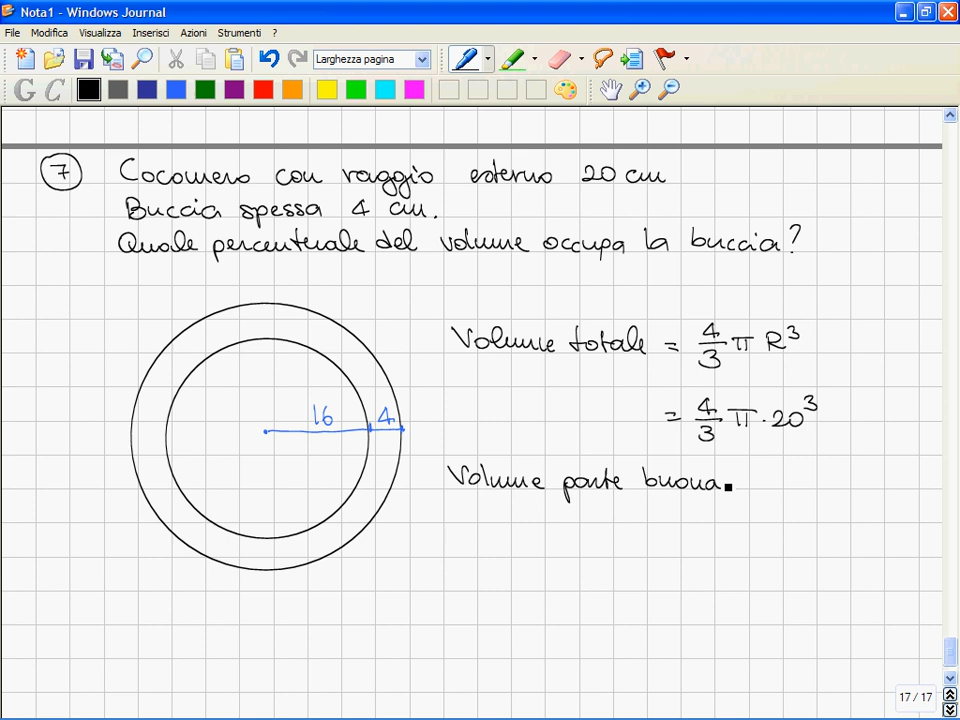 Nota1 - Windows Journal
File Modifica Visualizza Inserisci Azioni Strumenti ?
Larghezza pagina
G C
7 Cocomero con raggio esterno 20 cm
Buccia spessa 4 cm.
Quale percentuale del volume occupa la buccia?
Volume totale = 4/3 π R³
16 4
= 4/3 π · 20³
Volume parte buona
17 / 17